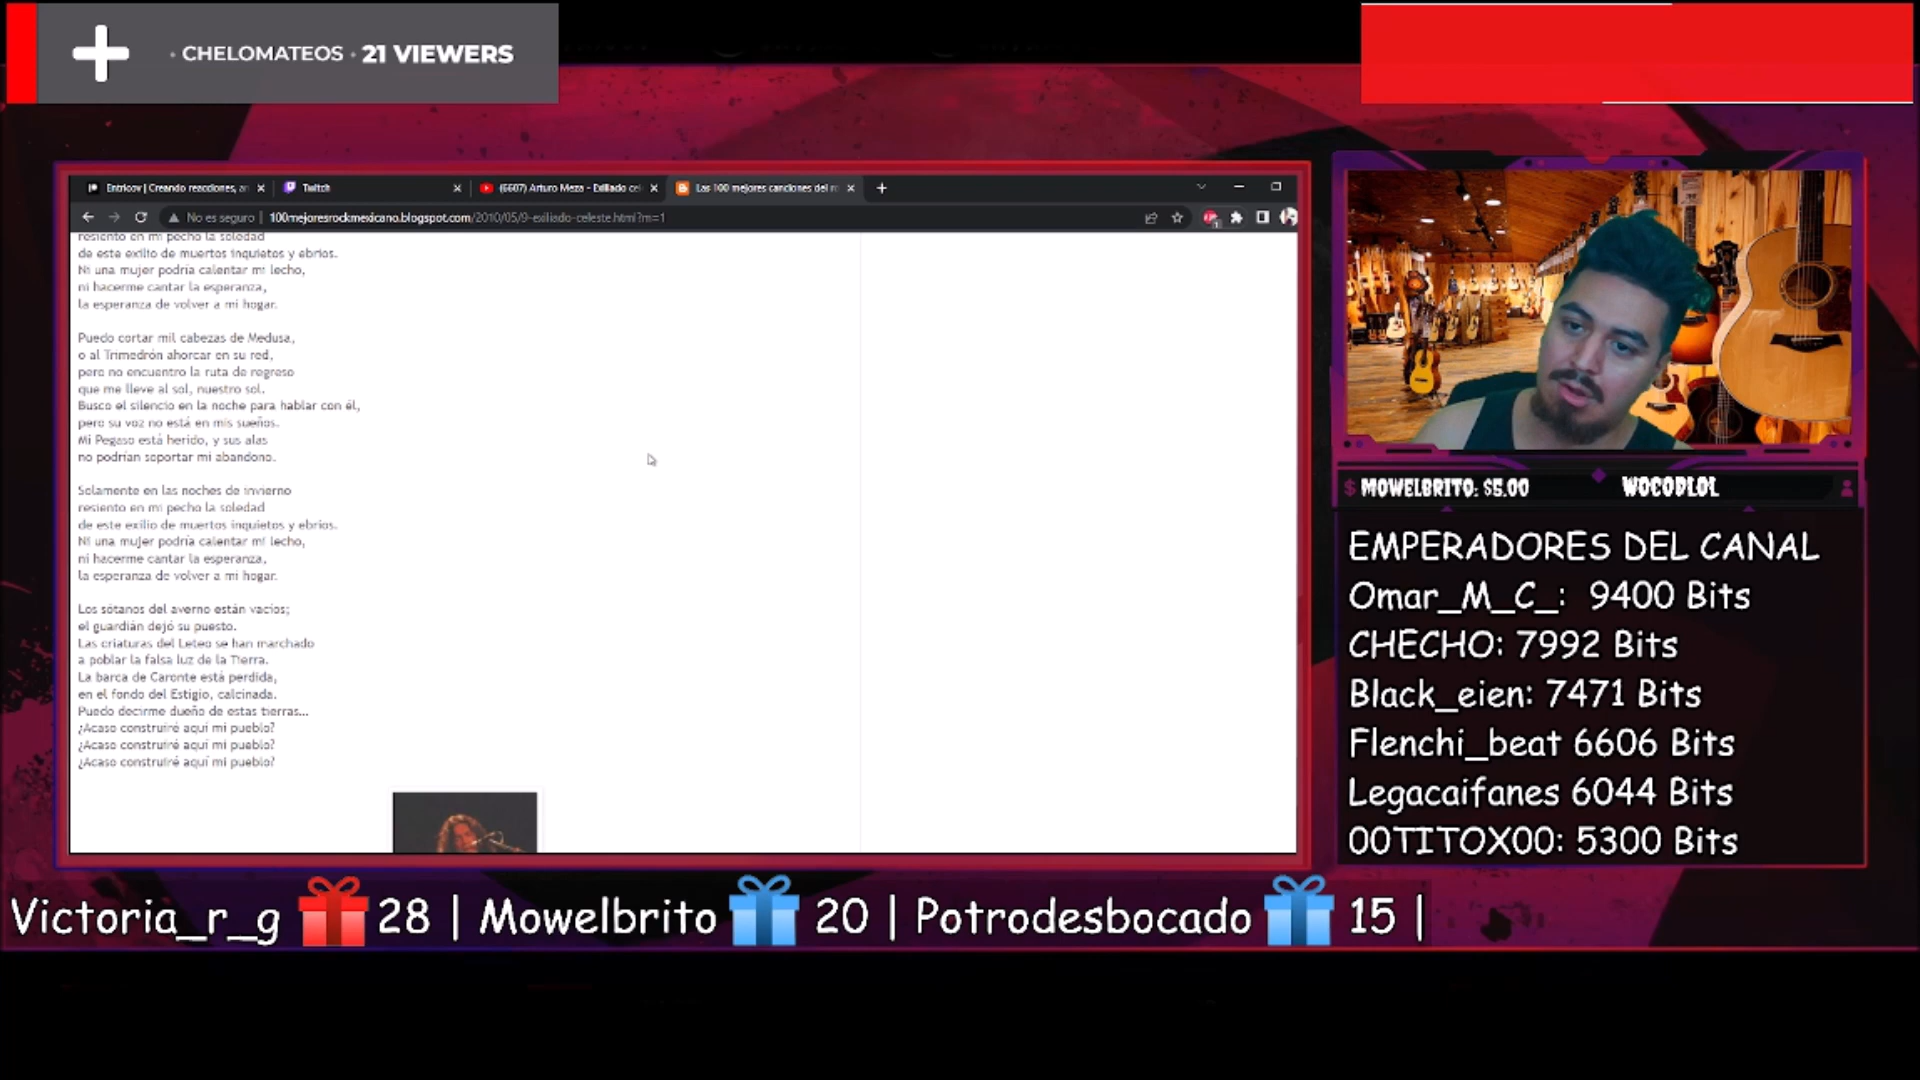 · CHELOMATEOS · 21 VIEWERS
Entricov | Creando reacciones, an
Twitch
(6607) Arturo Meza - Exiliado cel
Las 100 mejores canciones del r
No es seguro | 100mejoresrockmexicano.blogspot.com/2010/05/9-exiliado-celeste.html?m=1
resiento en mi pecho la soledad
de este exilio de muertos inquietos y ebrios.
Ni una mujer podría calentar mi lecho,
ni hacerme cantar la esperanza,
la esperanza de volver a mi hogar.
Puedo cortar mil cabezas de Medusa,
o al Trimedrón ahorcar en su red,
pero no encuentro la ruta de regreso
que me lleve al sol, nuestro sol.
Busco el silencio en la noche para hablar con él,
pero su voz no está en mis sueños.
Mi Pegaso está herido, y sus alas
no podrían soportar mi abandono.
Solamente en las noches de invierno
resiento en mi pecho la soledad
de este exilio de muertos inquietos y ebrios.
Ni una mujer podría calentar mi lecho,
ni hacerme cantar la esperanza,
la esperanza de volver a mi hogar.
Los sótanos del averno están vacíos;
el guardián dejó su puesto.
Las criaturas del Leteo se han marchado
a poblar la falsa luz de la Tierra.
La barca de Caronte está perdida,
en el fondo del Estigio, calcinada.
Puedo decirme dueño de estas tierras...
¿Acaso construiré aquí mi pueblo?
¿Acaso construiré aquí mi pueblo?
¿Acaso construiré aquí mi pueblo?
$ MOWELBRITO: $5.00
WOCODLOL
EMPERADORES DEL CANAL
Omar_M_C_: 9400 Bits
CHECHO: 7992 Bits
Black_eien: 7471 Bits
Flenchi_beat 6606 Bits
Legacaifanes 6044 Bits
00TITOX00: 5300 Bits
Victoria_r_g 28 | Mowelbrito 20 | Potrodesbocado 15 |